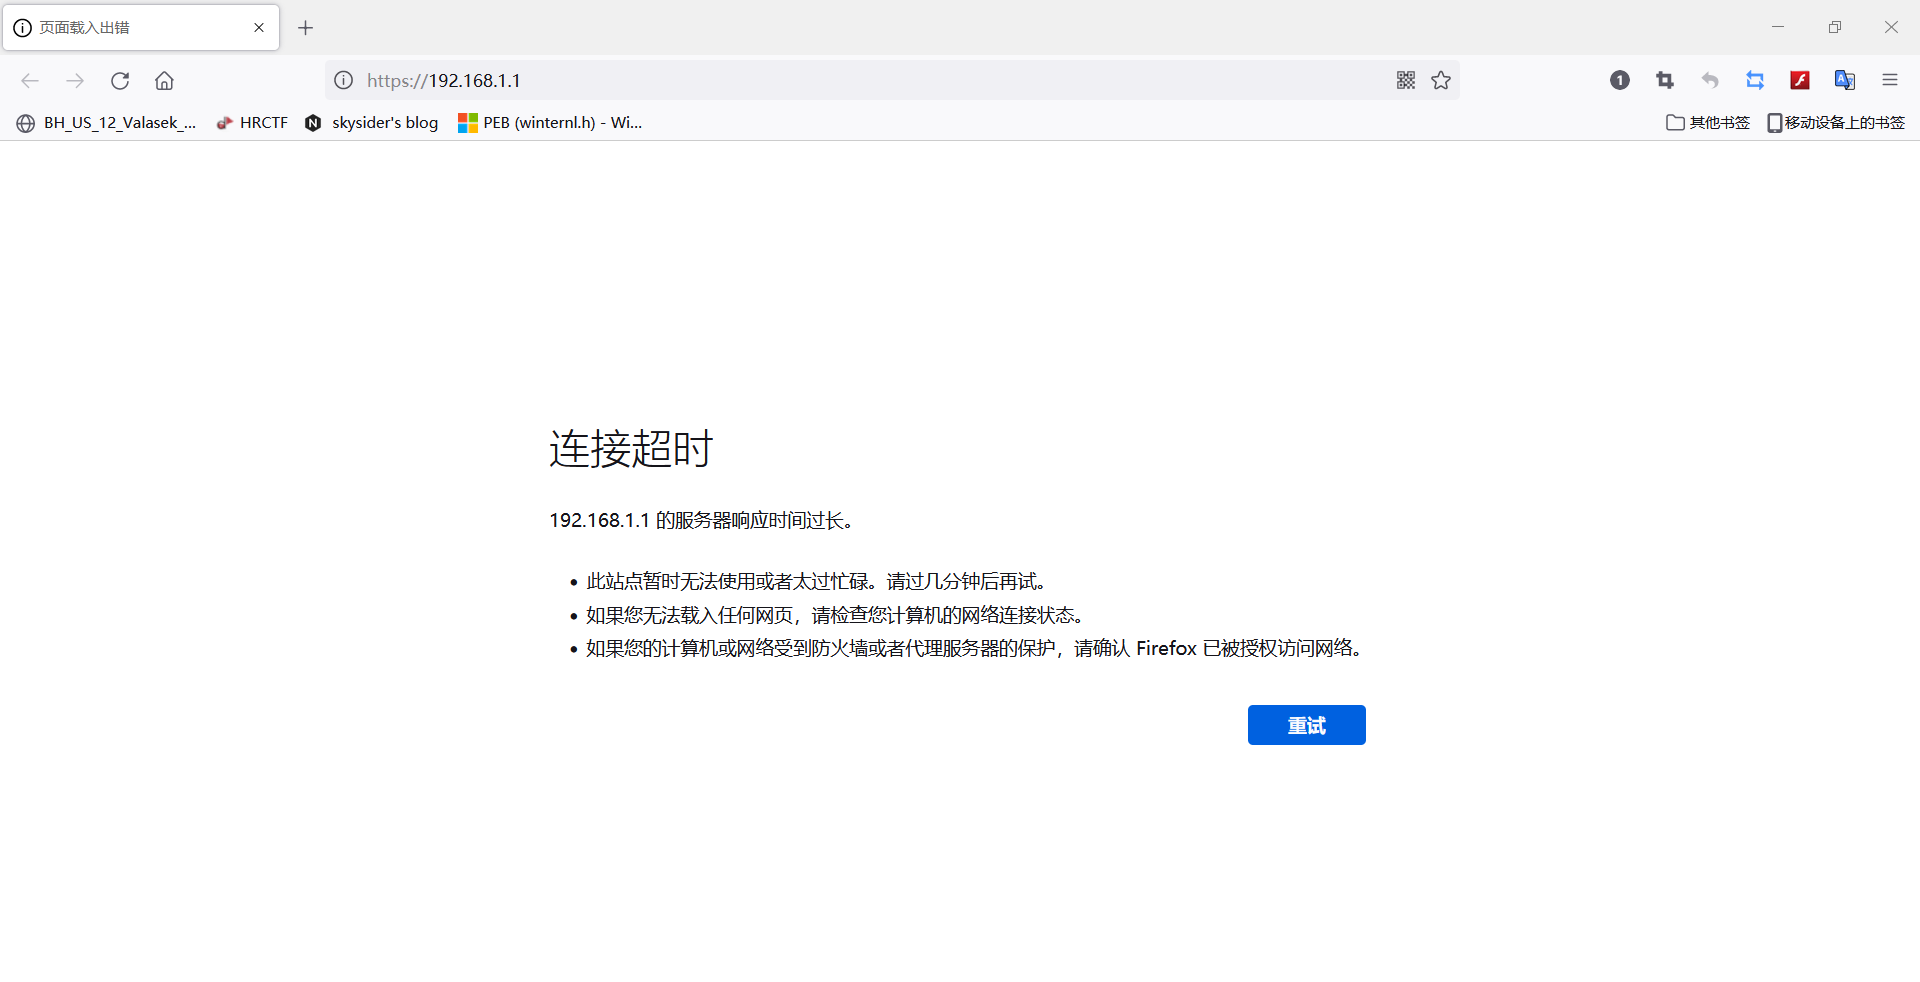 页面载入出错
https://192.168.1.1
BH_US_12_Valasek_...
HRCTF
skysider's blog
PEB (winternl.h) - Wi...
其他书签
移动设备上的书签
连接超时
192.168.1.1 的服务器响应时间过长。
此站点暂时无法使用或者太过忙碌。请过几分钟后再试。
如果您无法载入任何网页，请检查您计算机的网络连接状态。
如果您的计算机或网络受到防火墙或者代理服务器的保护，请确认 Firefox 已被授权访问网络。
重试